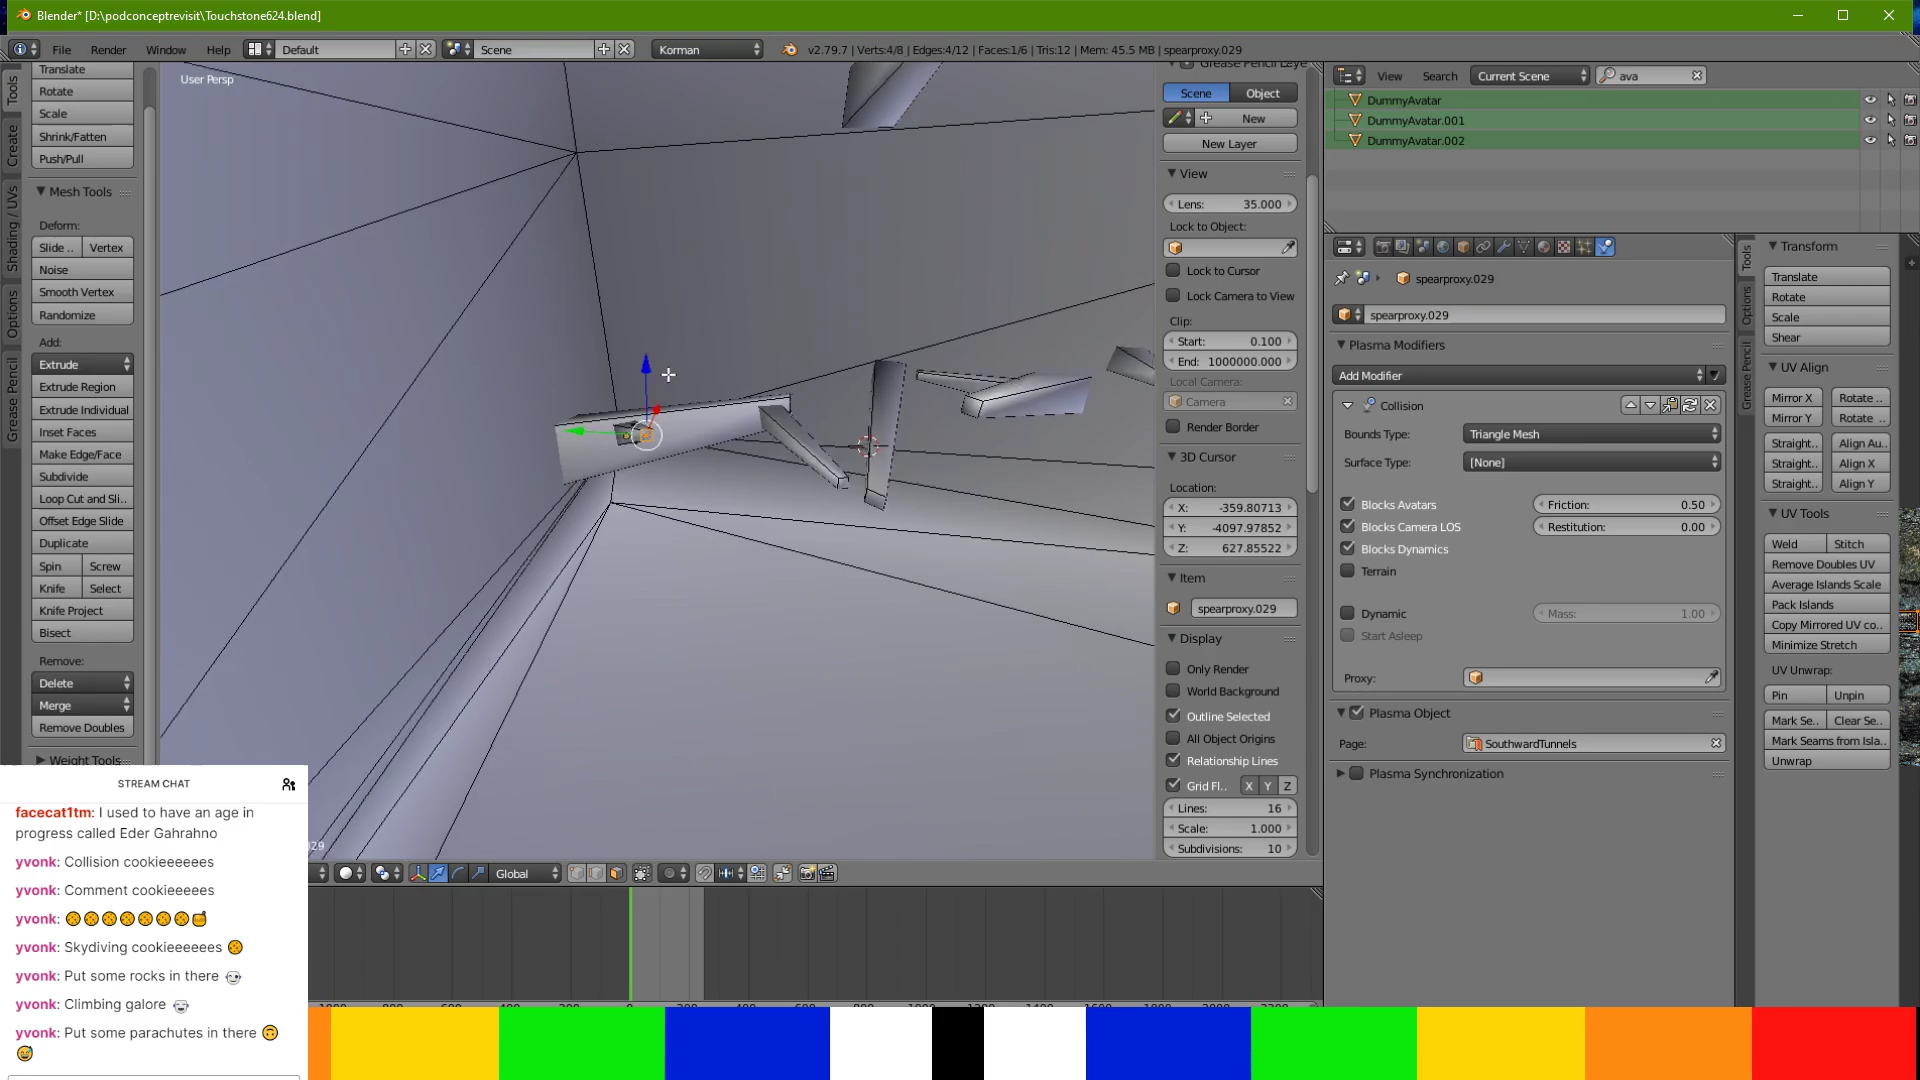 Blender* [D:\podconceptrevisit\Touchstone624.blend]
File Render Window Help Default Scene Korman v2.79.7 | Verts:4/8 | Edges:4/12 | Faces:1/6 | Tris:12 | Mem: 45.5 MB | spearproxy.029
Tools
Create
Shading / UVs
Options
Grease Pencil
Translate
Rotate
Scale
Shrink/Fatten
Push/Pull
Mesh Tools
Deform:
Slide .. Vertex
Noise
Smooth Vertex
Randomize
Add:
Extrude
Extrude Region
Extrude Individual
Inset Faces
Make Edge/Face
Subdivide
Loop Cut and Sli..
Offset Edge Slide
Duplicate
Spin Screw
Knife Select
Knife Project
Bisect
Remove:
Delete
Merge
Remove Doubles
Weight Tools
User Persp
Grease Pencil Laye
Scene Object
New
New Layer
View
Lens: 35.000
Lock to Object:
Lock to Cursor
Lock Camera to View
Clip:
Start: 0.100
End: 1000000.000
Local Camera:
Camera
Render Border
3D Cursor
Location:
X: -359.80713
Y: -4097.97852
Z: 627.85522
Item
spearproxy.029
Display
Only Render
World Background
Outline Selected
All Object Origins
Relationship Lines
Grid Fl.. X Y Z
Lines: 16
Scale: 1.000
Subdivisions: 10
View Search Current Scene ava
DummyAvatar
DummyAvatar.001
DummyAvatar.002
spearproxy.029
spearproxy.029
Plasma Modifiers
Add Modifier
Collision
Bounds Type: Triangle Mesh
Surface Type: [None]
Blocks Avatars Friction: 0.50
Blocks Camera LOS Restitution: 0.00
Blocks Dynamics
Terrain
Dynamic Mass: 1.00
Start Asleep
Proxy:
Plasma Object
Page: SouthwardTunnels
Plasma Synchronization
Tools
Options
Grease Pencil
Transform
Translate
Rotate
Scale
Shear
UV Align
Mirror X Rotate ..
Mirror Y Rotate ..
Straight.. Align Au..
Straight.. Align X
Straight.. Align Y
UV Tools
Weld Stitch
Remove Doubles UV
Average Islands Scale
Pack Islands
Copy Mirrored UV co..
Minimize Stretch
UV Unwrap:
Pin Unpin
Mark Se.. Clear Se..
Mark Seams from Isla..
Unwrap
29
Global
STREAM CHAT
facecat1tm: I used to have an age in
progress called Eder Gahrahno
yvonk: Collision cookieeeeees
yvonk: Comment cookieeeees
yvonk:
yvonk: Skydiving cookieeeeees
yvonk: Put some rocks in there
yvonk: Climbing galore
yvonk: Put some parachutes in there